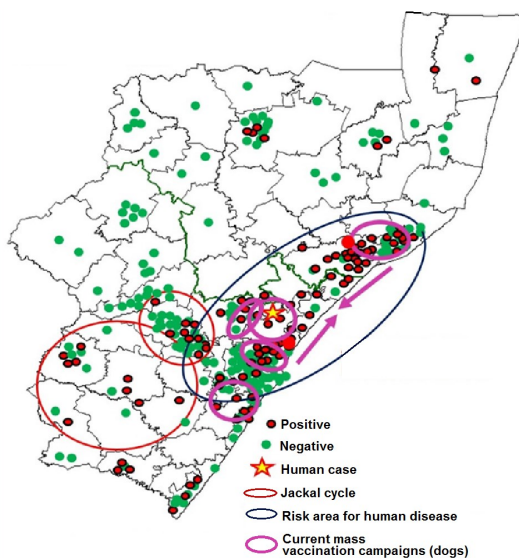 Positive
Negative
Human case
Jackal cycle
Risk area for human disease
Current mass
vaccination campaigns (dogs)